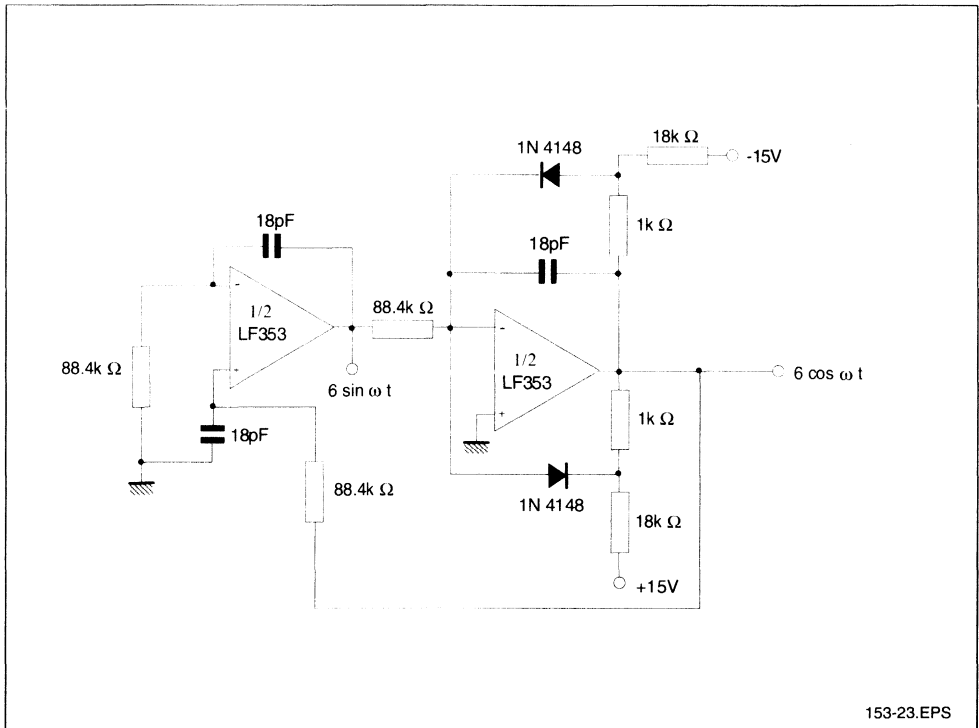 18k Ω
1N 4148
-15V
1k Ω
18pF
18pF
88.4k Ω
-
1/2
LF353
+
-
1/2
LF353
+
88.4k Ω
6 sin ω t
6 cos ω t
18pF
1k Ω
88.4k Ω
1N 4148
18k Ω
+15V
153-23.EPS